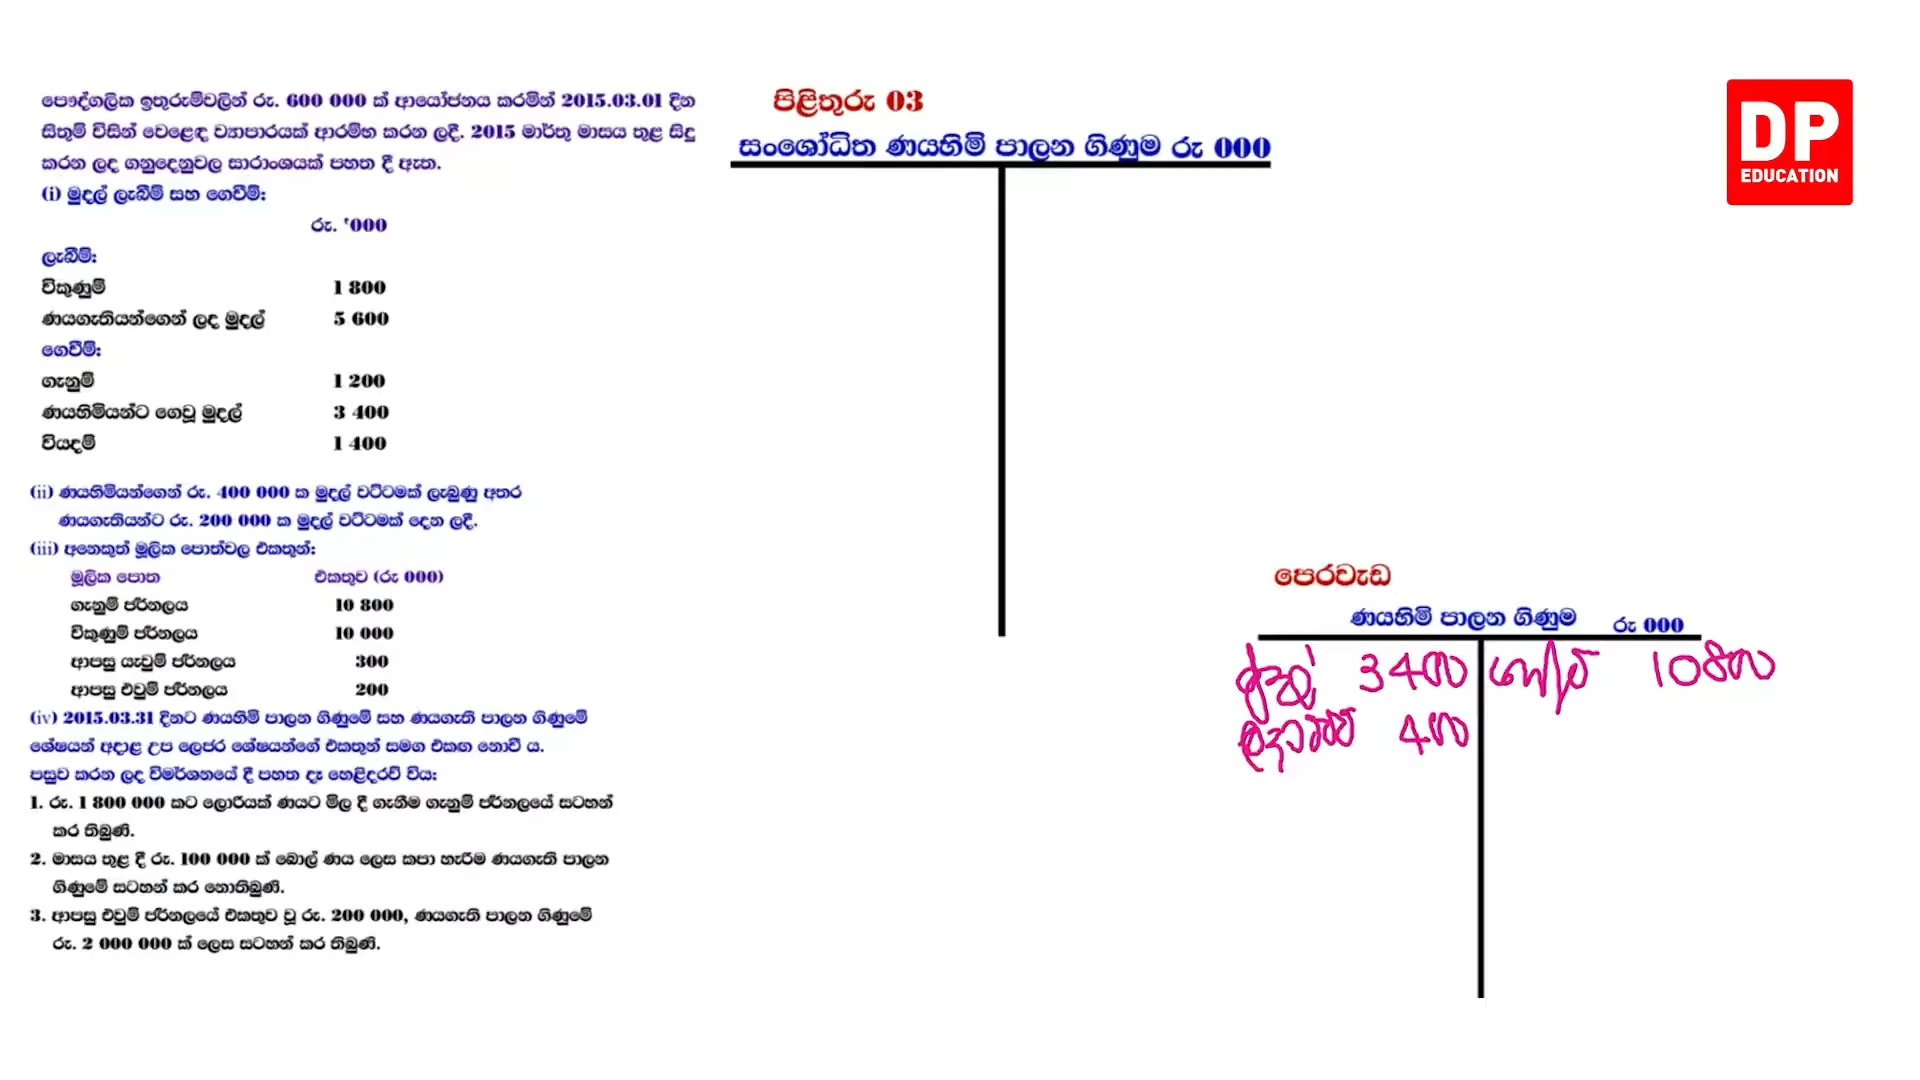 පෞද්ගලික ඉතුරුම්වලින් රු. 600 000 ක් ආයෝජනය කරමින් 2015.03.01 දින
සිතුම් විසින් වෙළෙඳ ව්‍යාපාරයක් ආරම්භ කරන ලදී. 2015 මාර්තු මාසය තුළ සිදු
කරන ලද ගනුදෙනුවල සාරාංශයක් පහත දී ඇත.
(i) මුදල් ලැබීම් සහ ගෙවීම්:
රු. '000
ලැබීම්:
විකුණුම් 1 800
ණයගැතියන්ගෙන් ලද මුදල් 5 600
ගෙවීම්:
ගැනුම් 1 200
ණයහිමියන්ට ගෙවූ මුදල් 3 400
වියදම් 1 400
(ii) ණයහිමියන්ගෙන් රු. 400 000 ක මුදල් වට්ටමක් ලැබුණු අතර
ණයගැතියන්ට රු. 200 000 ක මුදල් වට්ටමක් දෙන ලදී.
(iii) අනෙකුත් මූලික පොත්වල එකතුන්:
මූලික පොත එකතුව (රු 000)
ගැනුම් ජර්නලය 10 800
විකුණුම් ජර්නලය 10 000
ආපසු යැවුම් ජර්නලය 300
ආපසු එවුම් ජර්නලය 200
(iv) 2015.03.31 දිනට ණයහිමි පාලන ගිණුමේ සහ ණයගැති පාලන ගිණුමේ
ශේෂයන් අදාළ උප ලෙජර ශේෂයන්ගේ එකතුන් සමග එකඟ නොවී ය.
පසුව කරන ලද විමර්ශනයේ දී පහත දෑ හෙළිදරව් විය:
1. රු. 1 800 000 කට ලොරියක් ණයට මිල දී ගැනීම ගැනුම් ජර්නලයේ සටහන්
කර තිබුණි.
2. මාසය තුළ දී රු. 100 000 ක් බොල් ණය ලෙස කපා හැරීම ණයගැති පාලන
ගිණුමේ සටහන් කර නොතිබුණි.
3. ආපසු එවුම් ජර්නලයේ එකතුව වූ රු. 200 000, ණයගැති පාලන ගිණුමේ
රු. 2 000 000 ක් ලෙස සටහන් කර තිබුණි.
පිළිතුරු 03
සංශෝධිත ණයහිමි පාලන ගිණුම රු 000
DP
EDUCATION
පෙරවැඩ
ණයහිමි පාලන ගිණුම රු 000
3400 10800
400